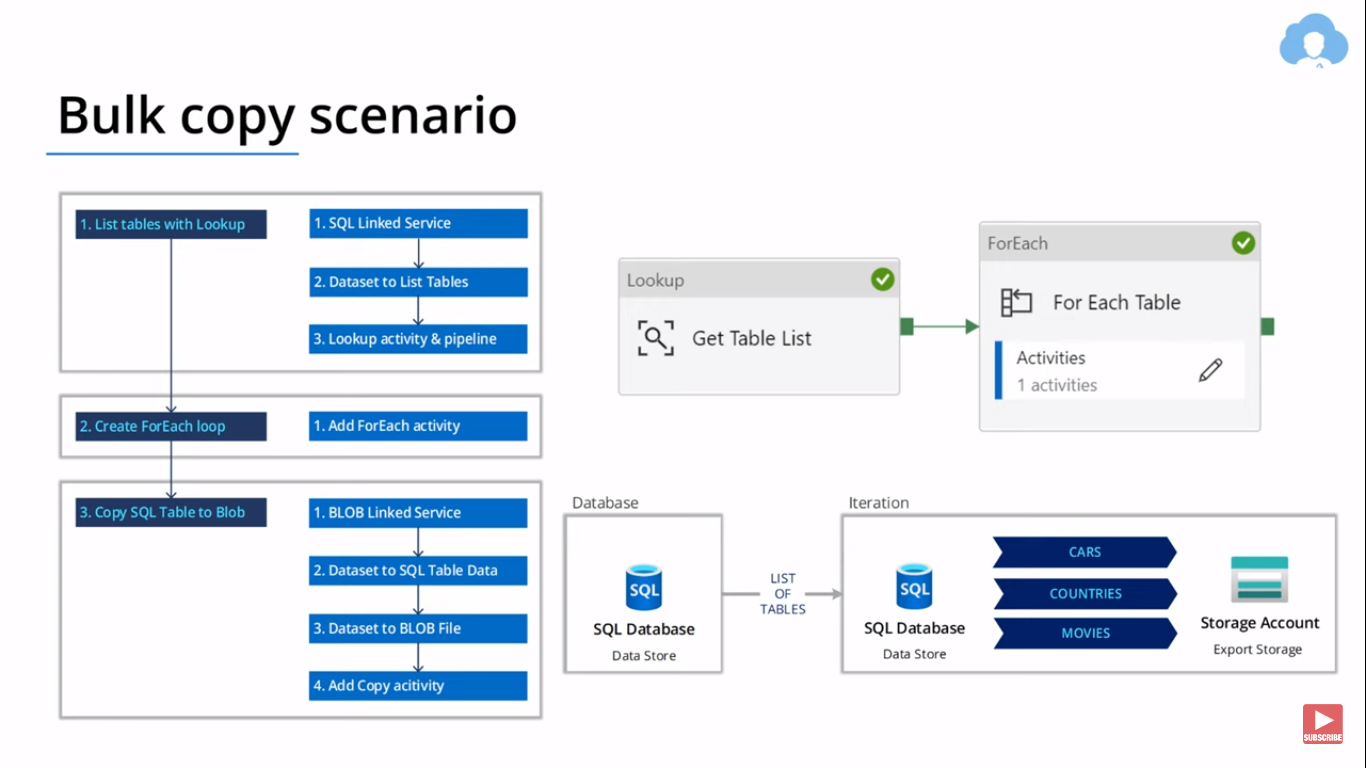 Bulk copy scenario
1. List tables with Lookup
1. SQL Linked Service
2. Dataset to List Tables
3. Lookup activity & pipeline
2. Create ForEach loop
1. Add ForEach activity
3. Copy SQL Table to Blob
1. BLOB Linked Service
2. Dataset to SQL Table Data
3. Dataset to BLOB File
4. Add Copy acitivity
Lookup
Get Table List
ForEach
For Each Table
Activities
1 activities
Database
SQL
SQL Database
Data Store
LIST
OF
TABLES
Iteration
SQL
SQL Database
Data Store
CARS
COUNTRIES
MOVIES
Storage Account
Export Storage
SUBSCRIBE